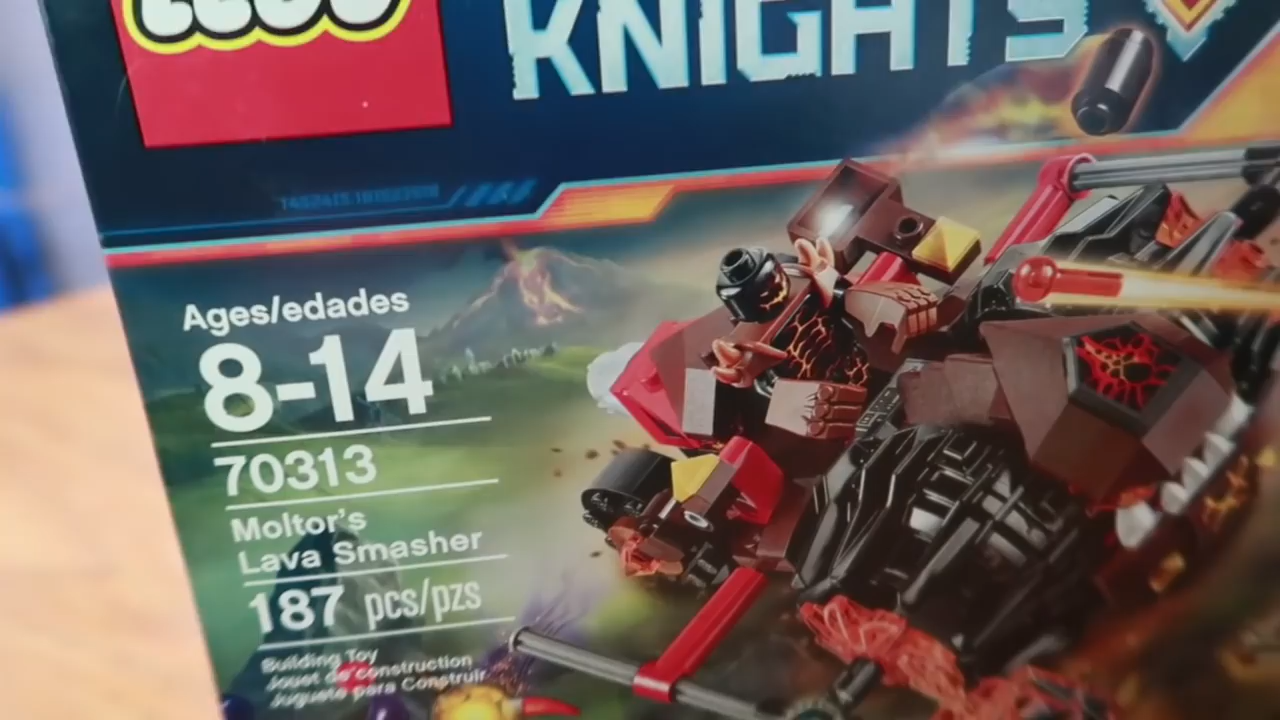 LEGO
KNIGHTS
Ages/edades
8-14
70313
Moltor's
Lava Smasher
187 pcs/pzs
Building Toy
Jouet de construction
Juguete para Construir